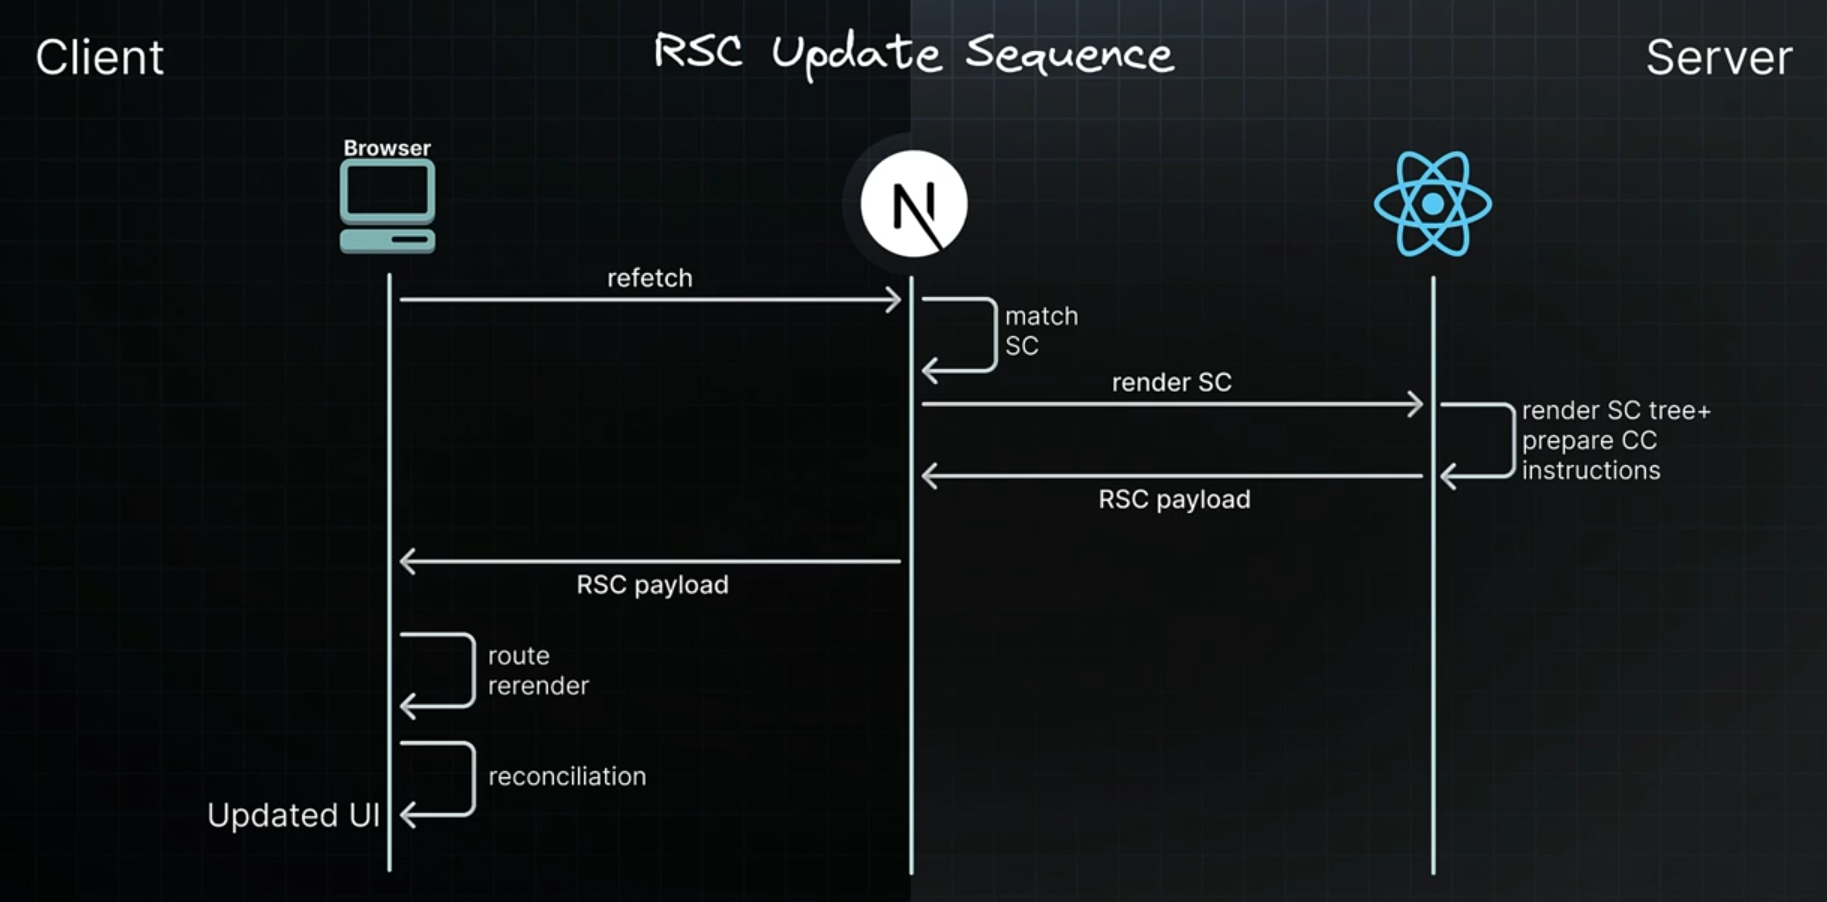 Client
RSC Update Sequence
Server
Browser
refetch
match
SC
render SC
render SC tree+
prepare CC
instructions
RSC payload
RSC payload
route
rerender
reconciliation
Updated UI